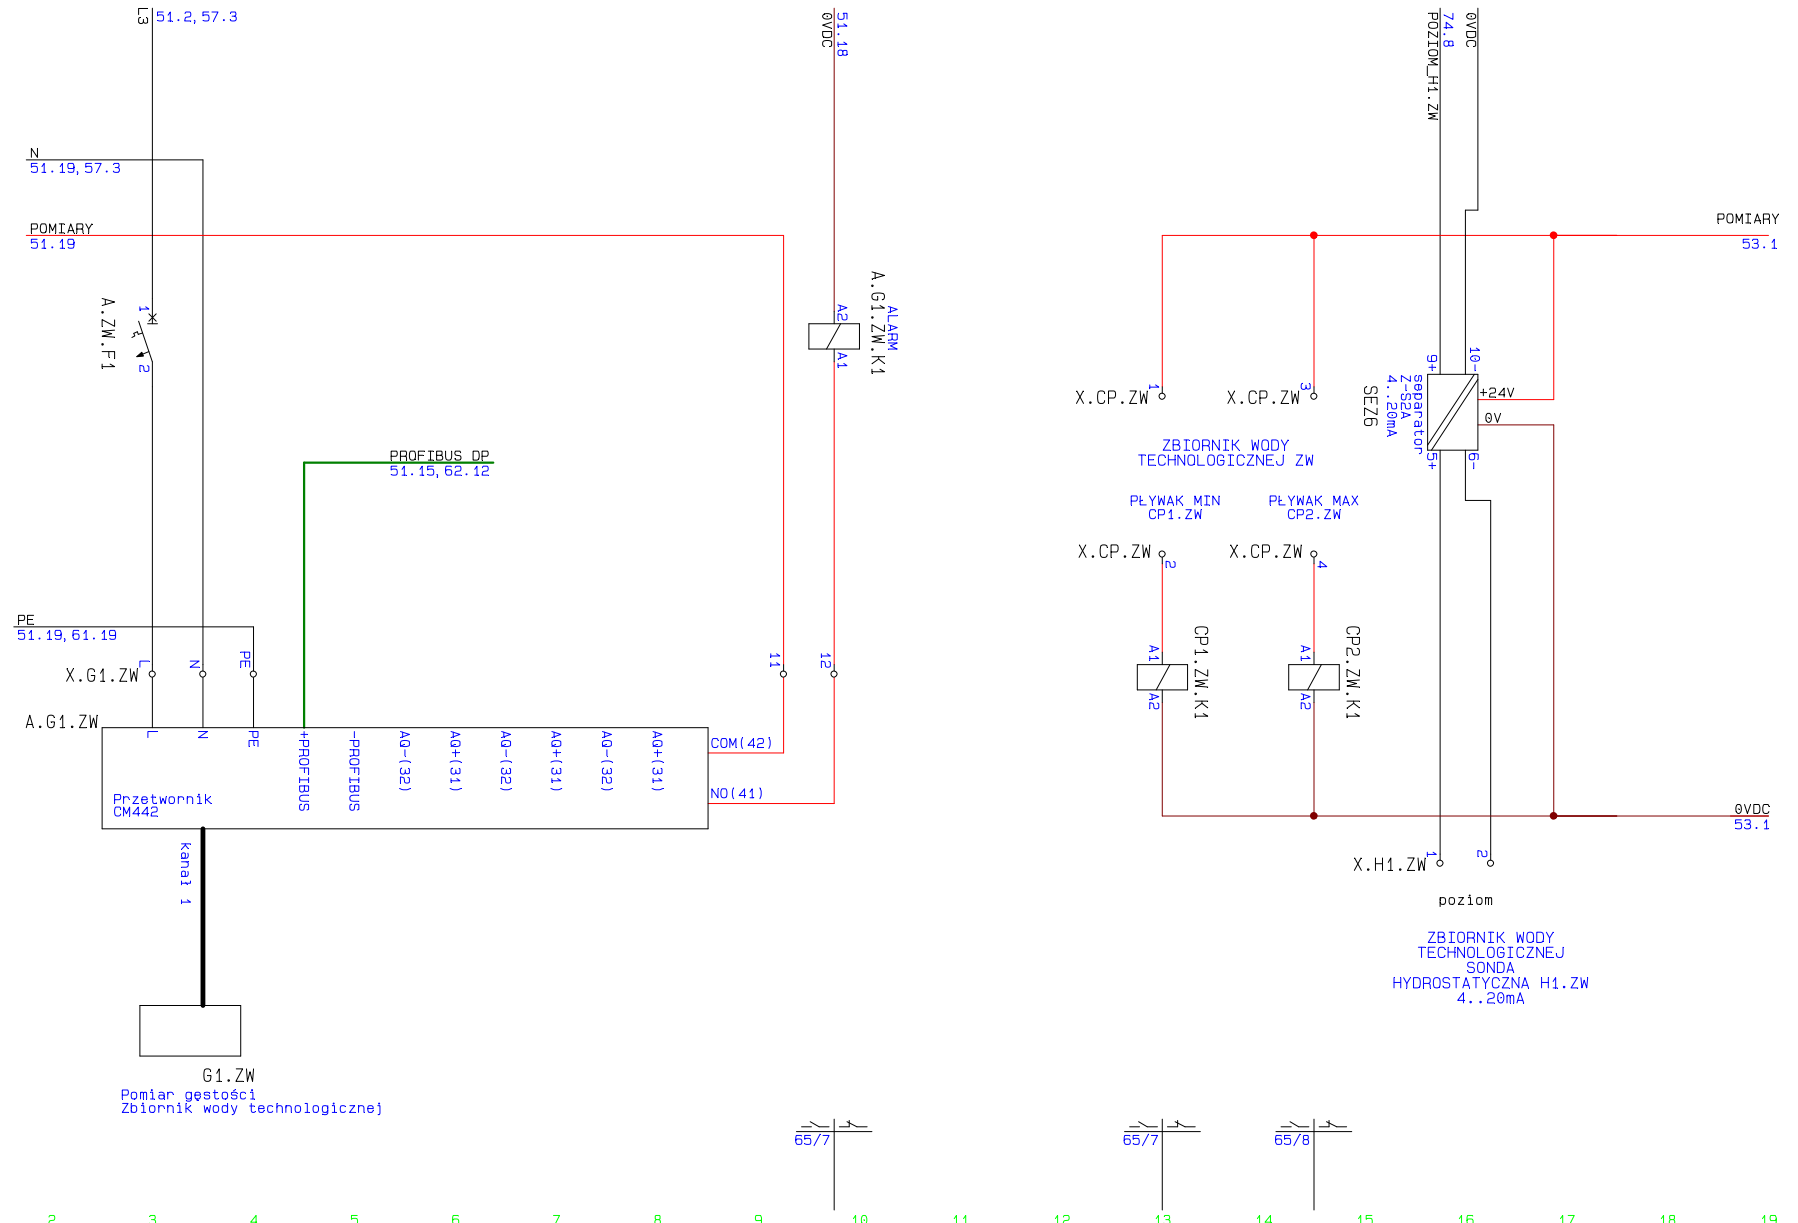 L3
51.2,57.3
0VDC
51.18
POZIOM_H1.ZW
74.8
0VDC
N
51.19,57.3
POMIARY
51.19
POMIARY
53.1
A.ZW.F1
1
2
A2
A1
A.G1.ZW.K1
ALARM
X.CP.ZW
1
X.CP.ZW
3
9+
10-
SEZ6
4..20mA
Z-S2A
separator
+24V
0V
5+
6-
ZBIORNIK WODY
TECHNOLOGICZNEJ ZW
PROFIBUS DP
51.15,62.12
PŁYWAK MIN
CP1.ZW
PŁYWAK MAX
CP2.ZW
X.CP.ZW
2
X.CP.ZW
4
PE
51.19,61.19
X.G1.ZW
L
N
PE
11
12
A1
A2
CP1.ZW.K1
A1
A2
CP2.ZW.K1
A.G1.ZW
L
N
PE
+PROFIBUS
-PROFIBUS
AQ-(32)
AQ+(31)
AQ-(32)
AQ+(31)
AQ-(32)
AQ+(31)
COM(42)
NO(41)
Przetwornik
CM442
0VDC
53.1
kanał 1
X.H1.ZW
1
2
poziom
ZBIORNIK WODY
TECHNOLOGICZNEJ
SONDA
HYDROSTATYCZNA H1.ZW
4..20mA
G1.ZW
Pomiar gęstości
Zbiornik wody technologicznej
65/7
65/7
65/8
2
3
4
5
6
7
8
9
10
11
12
13
14
15
16
17
18
19